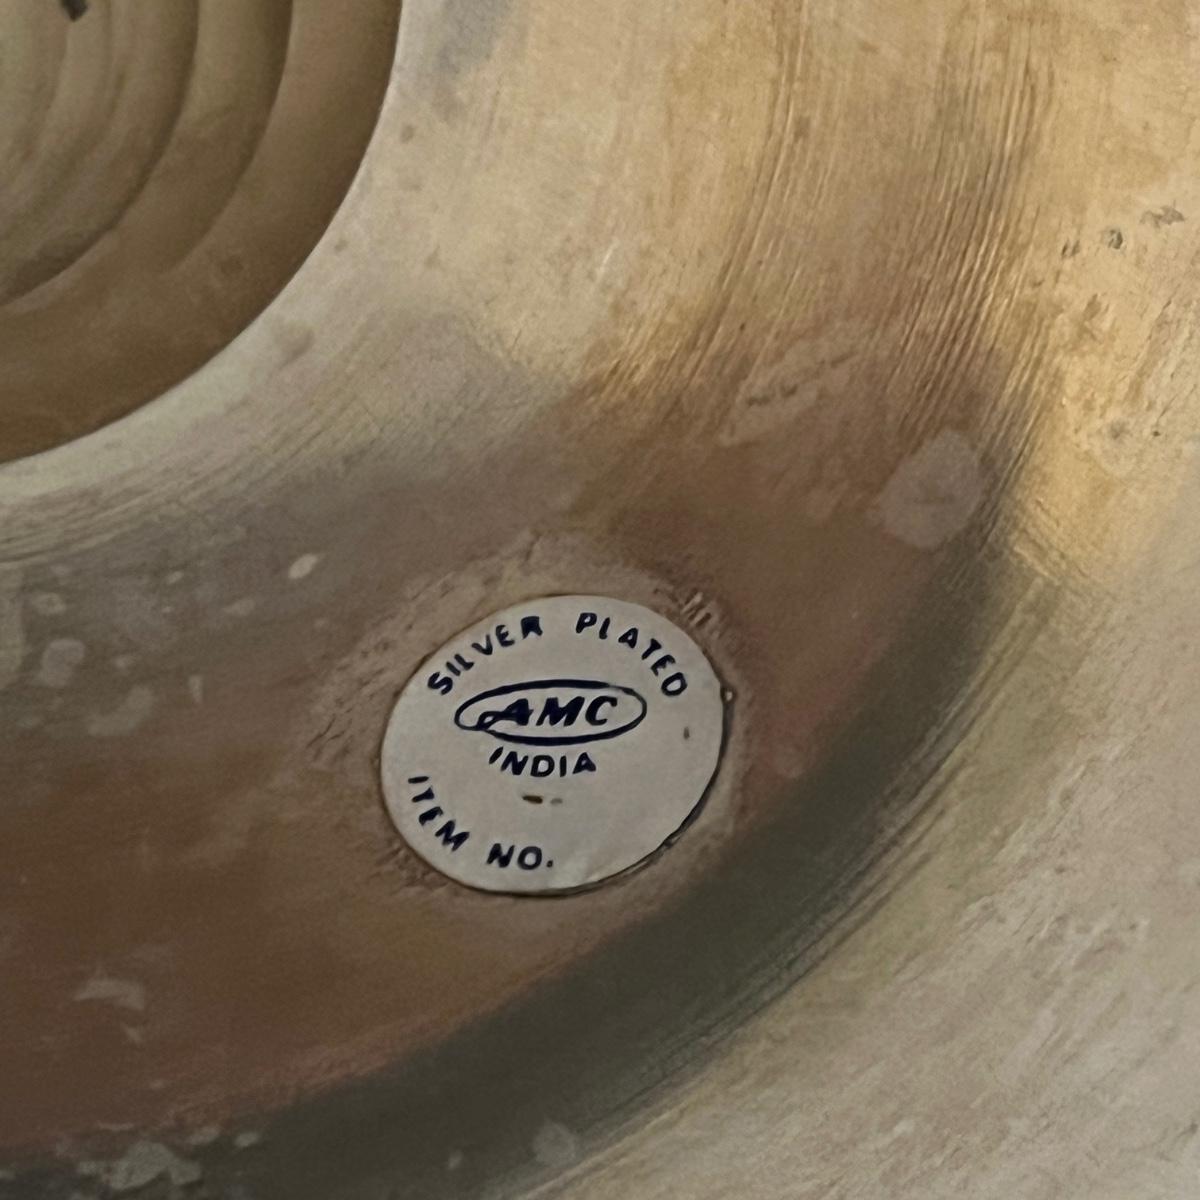 SILVER PLATED
AMC
INDIA
ITEM NO.